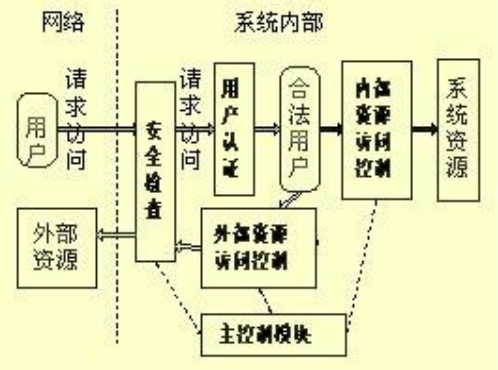 网络
系统内部
用户
请求访问
安全检查
请求访问
用户认证
合法用户
内部资源访问控制
系统资源
外部
资源
外部资源
访问控制
主控制模块